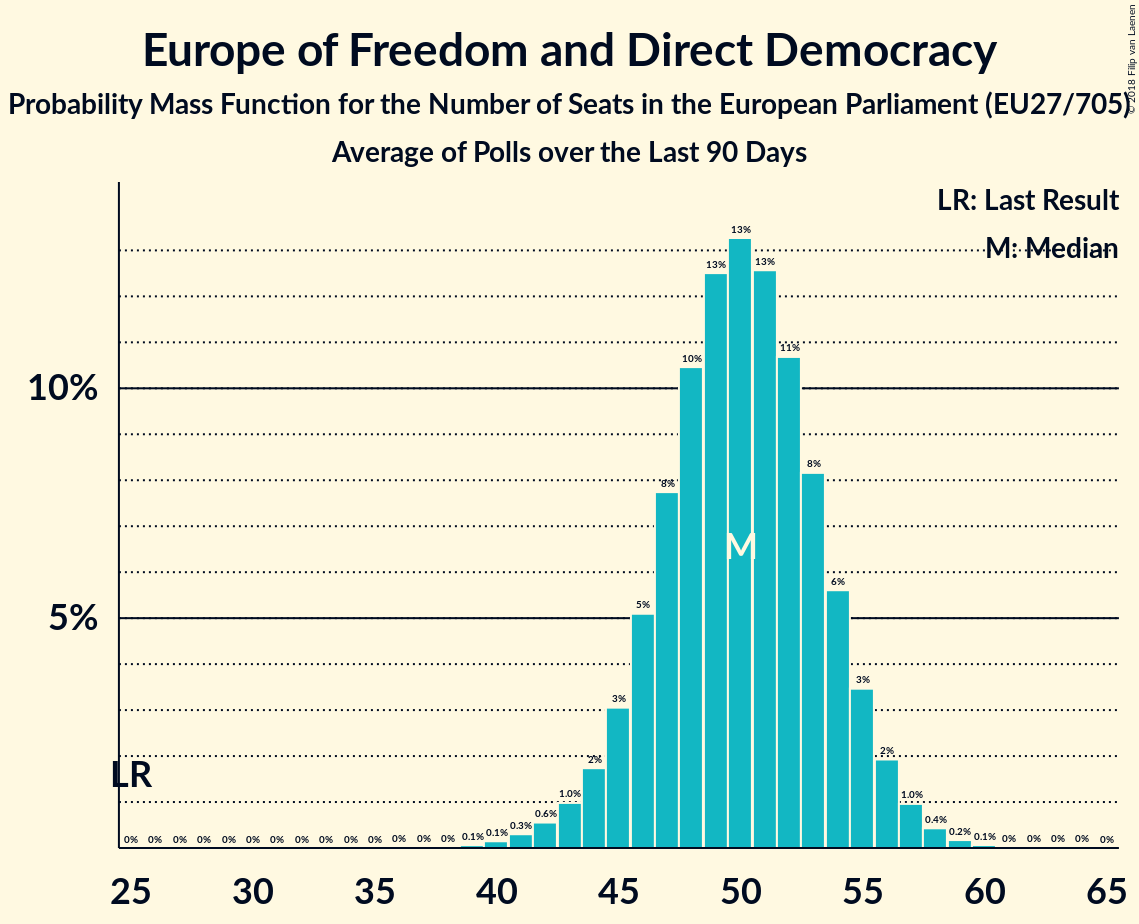 Europe of Freedom and Direct Democracy
Probability Mass Function for the Number of Seats in the European Parliament (EU27/705)
Average of Polls over the Last 90 Days
© 2018 Filip van Laenen
LR: Last Result
M: Median
10%
5%
0% 0% 0% 0% 0% 0% 0% 0% 0% 0% 0% 0% 0% 0% 0.1% 0.1% 0.3% 0.6% 1.0% 2% 3% 5% 8% 10% 13% 13% 13% 11% 8% 6% 3% 2% 1.0% 0.4% 0.2% 0.1% 0% 0% 0% 0% 0%
M
LR
25 30 35 40 45 50 55 60 65